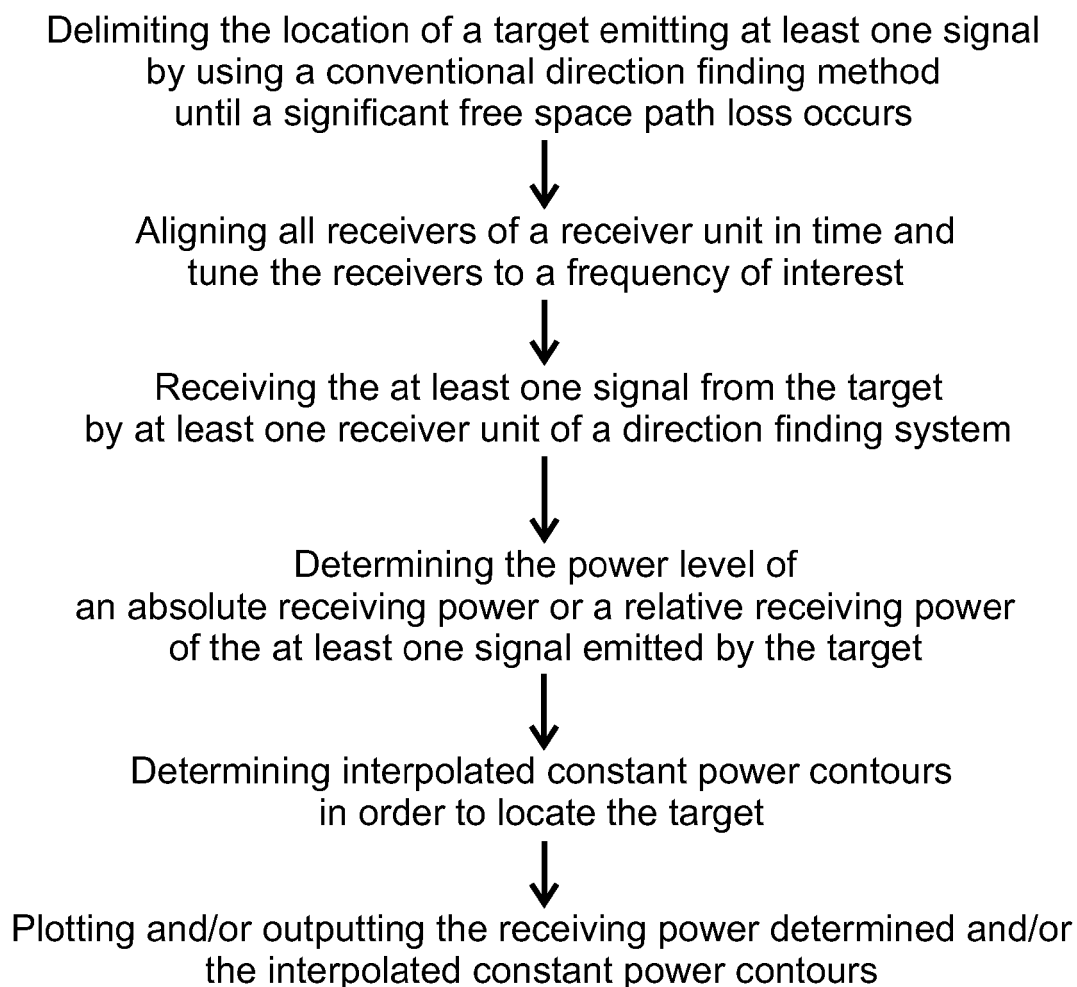 Delimiting the location of a target emitting at least one signal
by using a conventional direction finding method
until a significant free space path loss occurs
Aligning all receivers of a receiver unit in time and
tune the receivers to a frequency of interest
Receiving the at least one signal from the target
by at least one receiver unit of a direction finding system
Determining the power level of
an absolute receiving power or a relative receiving power
of the at least one signal emitted by the target
Determining interpolated constant power contours
in order to locate the target
Plotting and/or outputting the receiving power determined and/or
the interpolated constant power contours